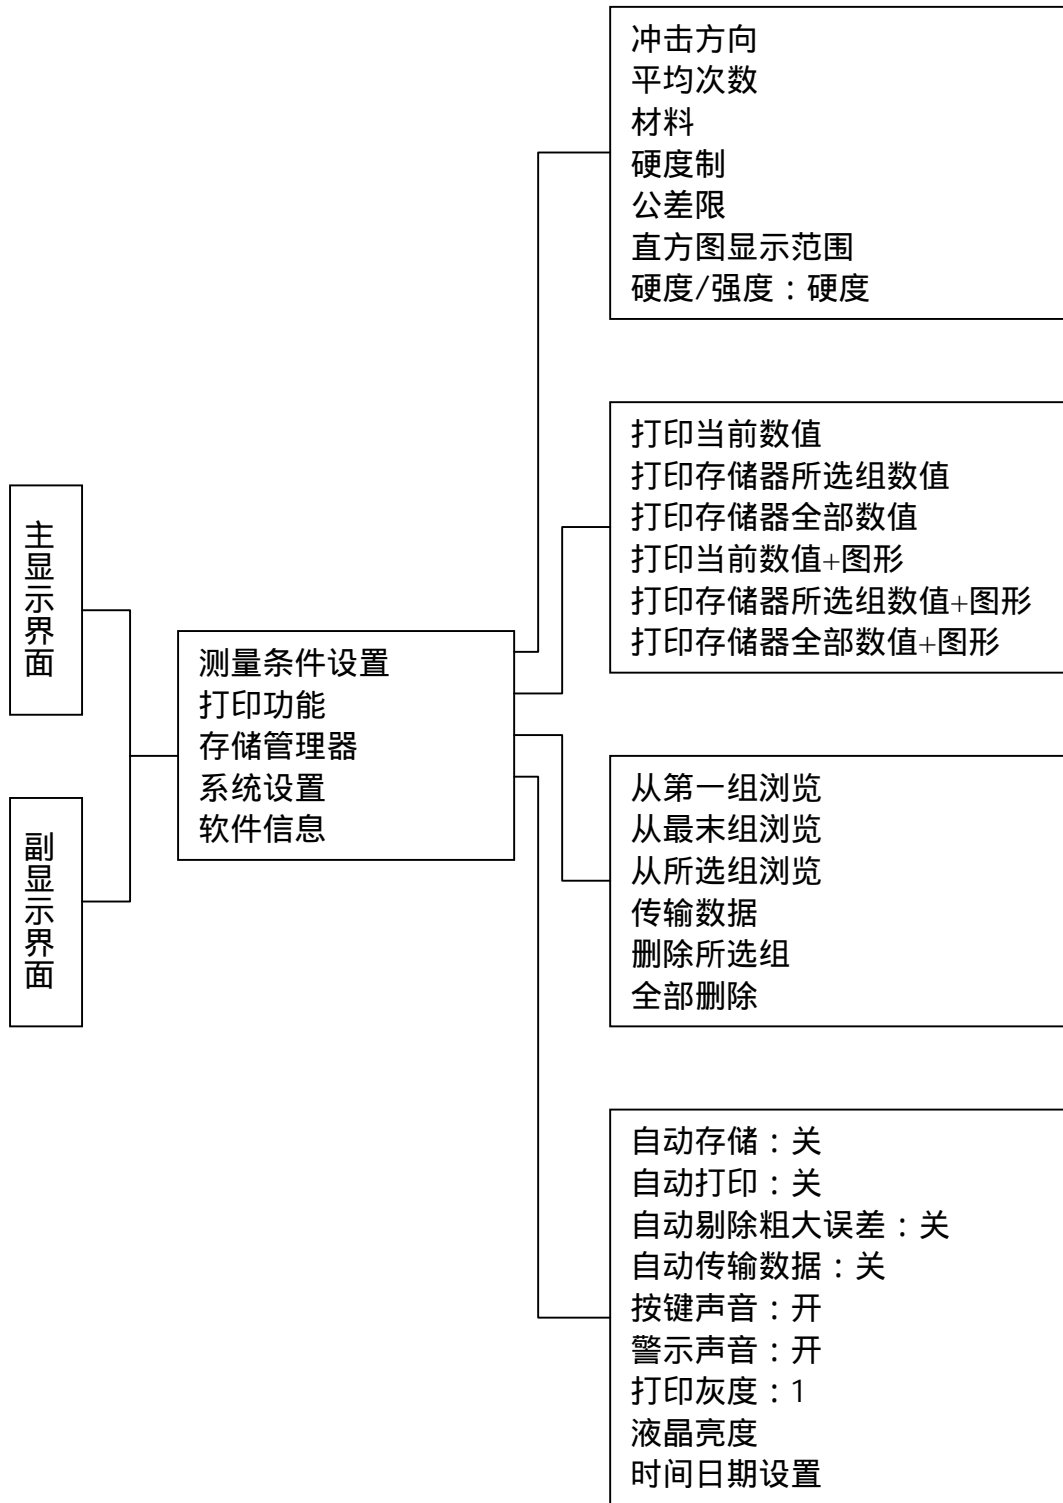 冲击方向
平均次数
材料
硬度制
公差限
直方图显示范围
硬度/强度：硬度
打印当前数值
打印存储器所选组数值
打印存储器全部数值
打印当前数值+图形
打印存储器所选组数值+图形
打印存储器全部数值+图形
主显示界面
测量条件设置
打印功能
存储管理器
系统设置
软件信息
副显示界面
从第一组浏览
从最末组浏览
从所选组浏览
传输数据
删除所选组
全部删除
自动存储：关
自动打印：关
自动剔除粗大误差：关
自动传输数据：关
按键声音：开
警示声音：开
打印灰度：1
液晶亮度
时间日期设置